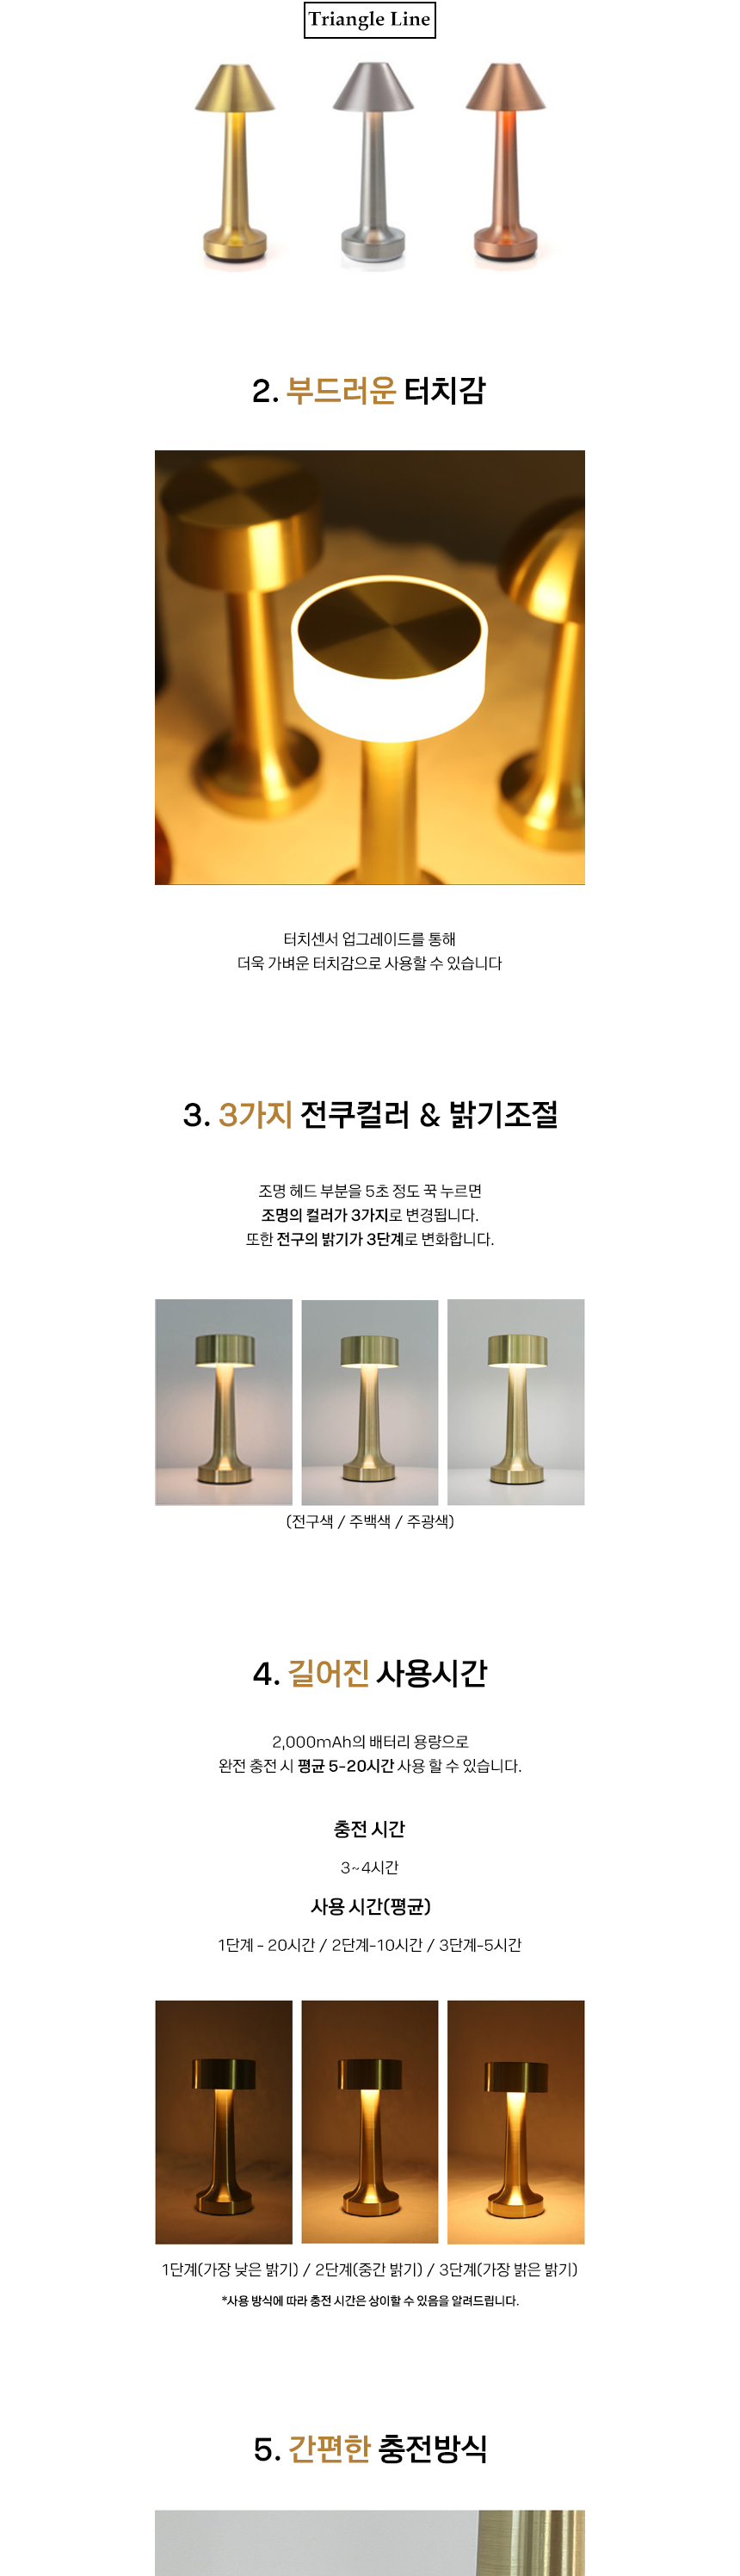 Triangle Line
2. 부드러운 터치감
터치센서 업그레이드를 통해
더욱 가벼운 터치감으로 사용할 수 있습니다
3. 3가지 전쿠컬러 & 밝기조절
조명 헤드 부분을 5초 정도 꾹 누르면
조명의 컬러가 3가지로 변경됩니다.
또한 전구의 밝기가 3단계로 변화합니다.
(전구색 / 주백색 / 주광색)
4. 길어진 사용시간
2,000mAh의 배터리 용량으로
완전 충전 시 평균 5-20시간 사용 할 수 있습니다.
충전 시간
3~4시간
사용 시간(평균)
1단계 - 20시간 / 2단계-10시간 / 3단계-5시간
1단계(가장 낮은 밝기) / 2단계(중간 밝기) / 3단계(가장 밝은 밝기)
*사용 방식에 따라 충전 시간은 상이할 수 있음을 알려드립니다.
5. 간편한 충전방식